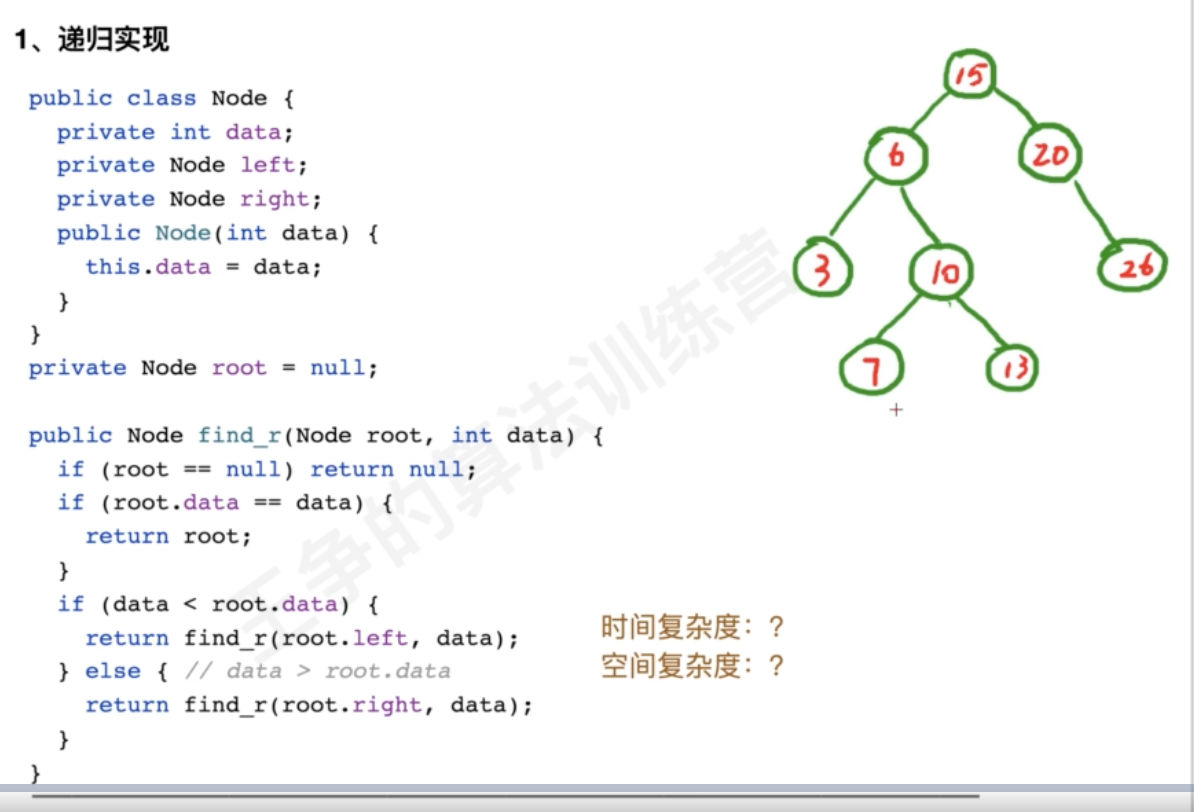 1、递归实现
public class Node {
private int data;
private Node left;
private Node right;
public Node(int data) {
this.data = data;
}
}
private Node root = null;
public Node find_r(Node root, int data) {
if (root == null) return null;
if (root.data == data) {
return root;
}
if (data < root.data) {
return find_r(root.left, data);
} else { // data > root.data
return find_r(root.right, data);
}
}
15
6
20
3
10
26
7
13
时间复杂度：？
空间复杂度：？
王争的算法训练营